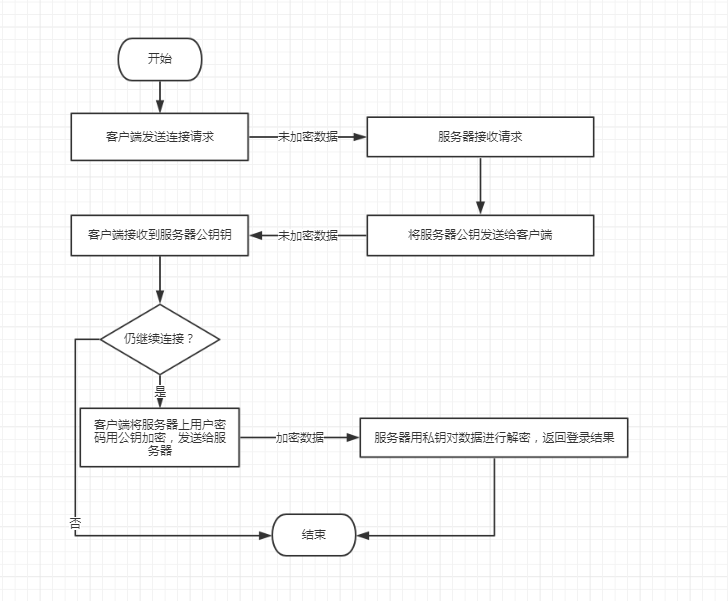 开始
客户端发送连接请求
未加密数据
服务器接收请求
客户端接收到服务器公钥钥
未加密数据
将服务器公钥发送给客户端
仍继续连接？
是
客户端将服务器上用户密
码用公钥加密，发送给服
务器
加密数据
服务器用私钥对数据进行解密，返回登录结果
否
结束